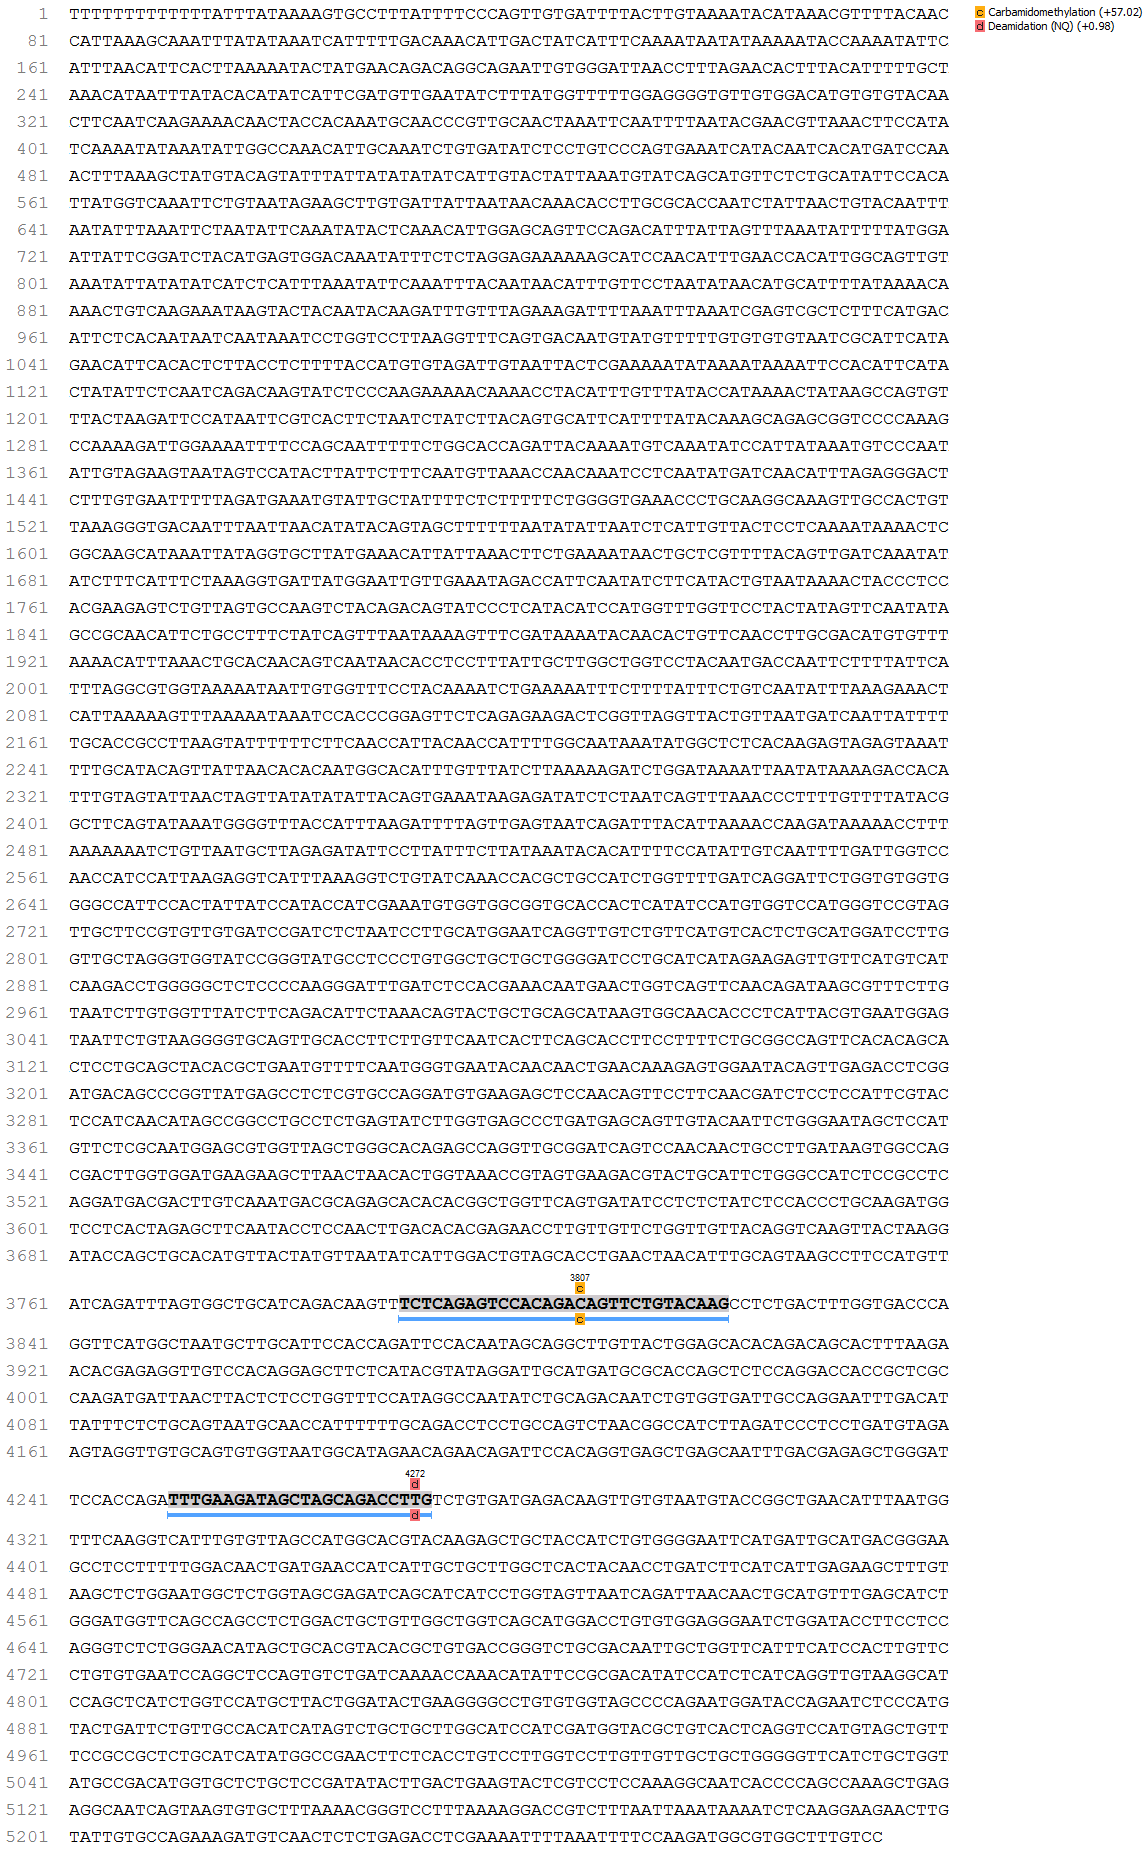 1 TTTTTTTTTTTTTTATTTATAAAAGTGCCTTTATTTTCCCAGTTGTGATTTTACTTGTAAAATACATAAACGTTTTACAAC
c Carbamidomethylation (+57.02)
d Deamidation (NQ) (+0.98)
81 CATTAAAGCAAATTTATATAAATCATTTTTGACAAACATTGACTATCATTTCAAAATAATATAAAAATACCAAAATATTC
161 ATTTAACATTCACTTAAAAATACTATGAACAGACAGGCAGAATTGTGGGATTAACCTTTAGAACACTTTACATTTTTGCT
241 AAACATAATTTATACACATATCATTCGATGTTGAATATCTTTATGGTTTTTGGAGGGGTGTTGTGGACATGTGTGTACAA
321 CTTCAATCAAGAAAACAACTACCACAAATGCAACCCGTTGCAACTAAATTCAATTTTAATACGAACGTTAAACTTCCATA
401 TCAAAATATAAATATTGGCCAAACATTGCAAATCTGTGATATCTCCTGTCCCAGTGAAATCATACAATCACATGATCCAA
481 ACTTTAAAGCTATGTACAGTATTTATTATATATATCATTGTACTATTAAATGTATCAGCATGTTCTCTGCATATTCCACA
561 TTATGGTCAAATTCTGTAATAGAAGCTTGTGATTATTAATAACAAACACCTTGCGCACCAATCTATTAACTGTACAATTT
641 AATATTTAAATTCTAATATTCAAATATACTCAAACATTGGAGCAGTTCCAGACATTTATTAGTTTAAATATTTTTATGGA
721 ATTATTCGGATCTACATGAGTGGACAAATATTTCTCTAGGAGAAAAAAGCATCCAACATTTGAACCACATTGGCAGTTGT
801 AAATATTATATATCATCTCATTTAAATATTCAAATTTACAATAACATTTGTTCCTAATATAACATGCATTTTATAAAACA
881 AAACTGTCAAGAAATAAGTACTACAATACAAGATTTGTTTAGAAAGATTTTAAATTTAAATCGAGTCGCTCTTTCATGAC
961 ATTCTCACAATAATCAATAAATCCTGGTCCTTAAGGTTTCAGTGACAATGTATGTTTTTGTGTGTGTAATCGCATTCATA
1041 GAACATTCACACTCTTACCTCTTTTACCATGTGTAGATTGTAATTACTCGAAAAATATAAAATAAAATTCCACATTCATA
1121 CTATATTCTCAATCAGACAAGTATCTCCCAAGAAAAACAAAACCTACATTTGTTTATACCATAAAACTATAAGCCAGTGT
1201 TTACTAAGATTCCATAATTCGTCACTTCTAATCTATCTTACAGTGCATTCATTTTATACAAAGCAGAGCGGTCCCCAAAG
1281 CCAAAAGATTGGAAAATTTTCCAGCAATTTTTCTGGCACCAGATTACAAAATGTCAAATATCCATTATAAATGTCCCAAT
1361 ATTGTAGAAGTAATAGTCCATACTTATTCTTTCAATGTTAAACCAACAAATCCTCAATATGATCAACATTTAGAGGGACT
1441 CTTTGTGAATTTTTAGATGAAATGTATTGCTATTTTCTCTTTTTCTGGGGTGAAACCCTGCAAGGCAAAGTTGCCACTGT
1521 TAAAGGGTGACAATTTAATTAACATATACAGTAGCTTTTTTAATATATTAATCTCATTGTTACTCCTCAAAATAAAACTC
1601 GGCAAGCATAAATTATAGGTGCTTATGAAACATTATTAAACTTCTGAAAATAACTGCTCGTTTTACAGTTGATCAAATAT
1681 ATCTTTCATTTCTAAAGGTGATTATGGAATTGTTGAAATAGACCATTCAATATCTTCATACTGTAATAAAACTACCCTCC
1761 ACGAAGAGTCTGTTAGTGCCAAGTCTACAGACAGTATCCCTCATACATCCATGGTTTGGTTCCTACTATAGTTCAATATA
1841 GCCGCAACATTCTGCCTTTCTATCAGTTTAATAAAAGTTTCGATAAAATACAACACTGTTCAACCTTGCGACATGTGTTT
1921 AAAACATTTAAACTGCACAACAGTCAATAACACCTCCTTTATTGCTTGGCTGGTCCTACAATGACCAATTCTTTTATTCA
2001 TTTAGGCGTGGTAAAAATAATTGTGGTTTCCTACAAAATCTGAAAAATTTCTTTTATTTCTGTCAATATTTAAAGAAACT
2081 CATTAAAAAGTTTAAAAATAAATCCACCCGGAGTTCTCAGAGAAGACTCGGTTAGGTTACTGTTAATGATCAATTATTTT
2161 TGCACCGCCTTAAGTATTTTTTCTTCAACCATTACAACCATTTTGGCAATAAATATGGCTCTCACAAGAGTAGAGTAAAT
2241 TTTGCATACAGTTATTAACACACAATGGCACATTTGTTTATCTTAAAAAGATCTGGATAAAATTAATATAAAAGACCACA
2321 TTTGTAGTATTAACTAGTTATATATATTACAGTGAAATAAGAGATATCTCTAATCAGTTTAAACCCTTTTGTTTTATACG
2401 GCTTCAGTATAAATGGGGTTTACCATTTAAGATTTTAGTTGAGTAATCAGATTTACATTAAAACCAAGATAAAAACCTTT
2481 AAAAAAATCTGTTAATGCTTAGAGATATTCCTTATTTCTTATAAATACACATTTTCCATATTGTCAATTTTGATTGGTCC
2561 AACCATCCATTAAGAGGTCATTTAAAGGTCTGTATCAAACCACGCTGCCATCTGGTTTTGATCAGGATTCTGGTGTGGTG
2641 GGGCCATTCCACTATTATCCATACCATCGAAATGTGGTGGCGGTGCACCACTCATATCCATGTGGTCCATGGGTCCGTAG
2721 TTGCTTCCGTGTTGTGATCCGATCTCTAATCCTTGCATGGAATCAGGTTGTCTGTTCATGTCACTCTGCATGGATCCTTG
2801 GTTGCTAGGGTGGTATCCGGGTATGCCTCCCTGTGGCTGCTGCTGGGGATCCTGCATCATAGAAGAGTTGTTCATGTCAT
2881 CAAGACCTGGGGGCTCTCCCCAAGGGATTTGATCTCCACGAAACAATGAACTGGTCAGTTCAACAGATAAGCGTTTCTTG
2961 TAATCTTGTGGTTTATCTTCAGACATTCTAAACAGTACTGCTGCAGCATAAGTGGCAACACCCTCATTACGTGAATGGAG
3041 TAATTCTGTAAGGGGTGCAGTTGCACCTTCTTGTTCAATCACTTCAGCACCTTCCTTTTCTGCGGCCAGTTCACACAGCA
3121 CTCCTGCAGCTACACGCTGAATGTTTTCAATGGGTGAATACAACAACTGAACAAAGAGTGGAATACAGTTGAGACCTCGG
3201 ATGACAGCCCGGTTATGAGCCTCTCGTGCCAGGATGTGAAGAGCTCCAACAGTTCCTTCAACGATCTCCTCCATTCGTAC
3281 TCCATCAACATAGCCGGCCTGCCTCTGAGTATCTTGGTGAGCCCTGATGAGCAGTTGTACAATTCTGGGAATAGCTCCAT
3361 GTTCTCGCAATGGAGCGTGGTTAGCTGGGCACAGAGCCAGGTTGCGGATCAGTCCAACAACTGCCTTGATAAGTGGCCAG
3441 CGACTTGGTGGATGAAGAAGCTTAACTAACACTGGTAAACCGTAGTGAAGACGTACTGCATTCTGGGCCATCTCCGCCTC
3521 AGGATGACGACTTGTCAAATGACGCAGAGCACACACGGCTGGTTCAGTGATATCCTCTCTATCTCCACCCTGCAAGATGG
3601 TCCTCACTAGAGCTTCAATACCTCCAACTTGACACACGAGAACCTTGTTGTTCTGGTTGTTACAGGTCAAGTTACTAAGG
3681 ATACCAGCTGCACATGTTACTATGTTAATATCATTGGACTGTAGCACCTGAACTAACATTTGCAGTAAGCCTTCCATGTT
3807
c
3761 ATCAGATTTAGTGGCTGCATCAGACAAGTTTCTCAGAGTCCACAGACAGTTCTGTACAAGCCTCTGACTTTGGTGACCCA
c
3841 GGTTCATGGCTAATGCTTGCATTCCACCAGATTCCACAATAGCAGGCTTGTTACTGGAGCACACAGACAGCACTTTAAGA
3921 ACACGAGAGGTTGTCCACAGGAGCTTCTCATACGTATAGGATTGCATGATGCGCACCAGCTCTCCAGGACCACCGCTCGC
4001 CAAGATGATTAACTTACTCTCCTGGTTTCCATAGGCCAATATCTGCAGACAATCTGTGGTGATTGCCAGGAATTTGACAT
4081 TATTTCTCTGCAGTAATGCAACCATTTTTTGCAGACCTCCTGCCAGTCTAACGGCCATCTTAGATCCCTCCTGATGTAGA
4161 AGTAGGTTGTGCAGTGTGGTAATGGCATAGAACAGAACAGATTCCACAGGTGAGCTGAGCAATTTGACGAGAGCTGGGAT
4272
d
4241 TCCACCAGATTTGAAGATAGCTAGCAGACCTTGTCTGTGATGAGACAAGTTGTGTAATGTACCGGCTGAACATTTAATGG
d
4321 TTTCAAGGTCATTTGTGTTAGCCATGGCACGTACAAGAGCTGCTACCATCTGTGGGGAATTCATGATTGCATGACGGGAA
4401 GCCTCCTTTTTGGACAACTGATGAACCATCATTGCTGCTTGGCTCACTACAACCTGATCTTCATCATTGAGAAGCTTTGT
4481 AAGCTCTGGAATGGCTCTGGTAGCGAGATCAGCATCATCCTGGTAGTTAATCAGATTAACAACTGCATGTTTGAGCATCT
4561 GGGATGGTTCAGCCAGCCTCTGGACTGCTGTTGGCTGGTCAGCATGGACCTGTGTGGAGGGAATCTGGATACCTTCCTCC
4641 AGGGTCTCTGGGAACATAGCTGCACGTACACGCTGTGACCGGGTCTGCGACAATTGCTGGTTCATTTCATCCACTTGTTC
4721 CTGTGTGAATCCAGGCTCCAGTGTCTGATCAAAACCAAACATATTCCGCGACATATCCATCTCATCAGGTTGTAAGGCAT
4801 CCAGCTCATCTGGTCCATGCTTACTGGATACTGAAGGGGCCTGTGTGGTAGCCCCAGAATGGATACCAGAATCTCCCATG
4881 TACTGATTCTGTTGCCACATCATAGTCTGCTGCTTGGCATCCATCGATGGTACGCTGTCACTCAGGTCCATGTAGCTGTT
4961 TCCGCCGCTCTGCATCATATGGCCGAACTTCTCACCTGTCCTTGGTCCTTGTTGTTGCTGCTGGGGGTTCATCTGCTGGT
5041 ATGCCGACATGGTGCTCTGCTCCGATATACTTGACTGAAGTACTCGTCCTCCAAAGGCAATCACCCCAGCCAAAGCTGAG
5121 AGGCAATCAGTAAGTGTGCTTTAAAACGGGTCCTTTAAAAGGACCGTCTTTAATTAAATAAAATCTCAAGGAAGAACTTG
5201 TATTGTGCCAGAAAGATGTCAACTCTCTGAGACCTCGAAAATTTTAAATTTTCCAAGATGGCGTGGCTTTGTCC